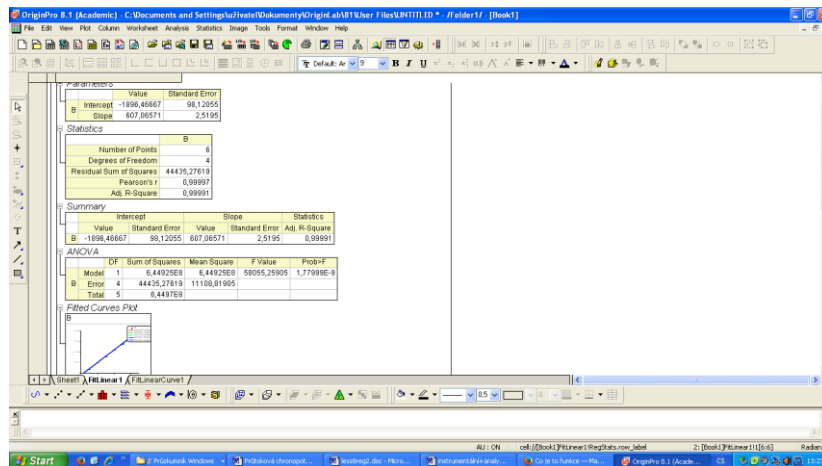 OriginPro 8.1 (Academic) - C:\Documents and Settings\uživatel\Dokumenty\OriginLab\81\User Files\UNTITLED * - /Folder1/ - [Book1]
File Edit View Plot Column Worksheet Analysis Statistics Image Tools Format Window Help
Default: Ar 9 B I U
Parameters
Value Standard Error
B Intercept -1896,46667 98,12055
Slope 607,06571 2,5195
Statistics
B
Number of Points 6
Degrees of Freedom 4
Residual Sum of Squares 44435,27619
Pearson's r 0,99997
Adj. R-Square 0,99991
Summary
Intercept Slope Statistics
Value Standard Error Value Standard Error Adj. R-Square
B -1896,46667 98,12055 607,06571 2,5195 0,99991
ANOVA
DF Sum of Squares Mean Square F Value Prob>F
B Model 1 6,44925E8 6,44925E8 58055,25905 1,77999E-9
Error 4 44435,27619 11108,81905
Total 5 6,4497E8
Fitted Curves Plot
B
Sheet1 FitLinear1 FitLinearCurve1
0.5 0
AU : ON cell://[Book1]FitLinear1!RegStats.row_label 2: [Book1]FitLinear1!1[6:6] Radian
Start 2 Průzkumník Windows Průtoková chronopot... less8reg2.doc - Micro... instrumentální-analy... Co je to funkce — Ma... OriginPro 8.1 (Acade... CS